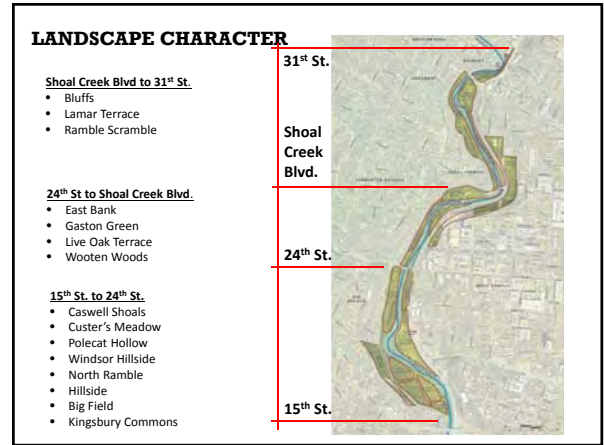 LANDSCAPE CHARACTER
Shoal Creek Blvd to 31st St.
• Bluffs
• Lamar Terrace
• Ramble Scramble
24th St to Shoal Creek Blvd.
• East Bank
• Gaston Green
• Live Oak Terrace
• Wooten Woods
15th St. to 24th St.
• Caswell Shoals
• Custer's Meadow
• Polecat Hollow
• Windsor Hillside
• North Ramble
• Hillside
• Big Field
• Kingsbury Commons
31st St.
Shoal
Creek
Blvd.
24th St.
15th St.